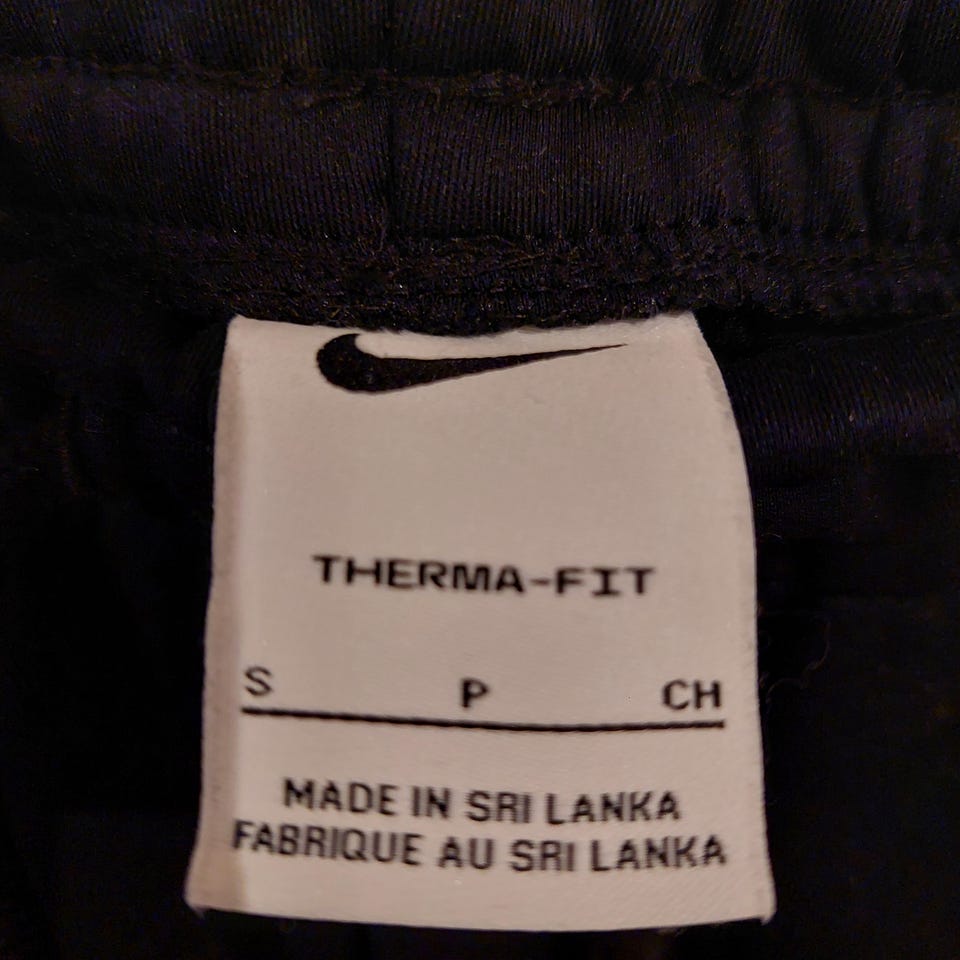 THERMA-FIT
S P CH
MADE IN SRI LANKA
FABRIQUE AU SRI LANKA